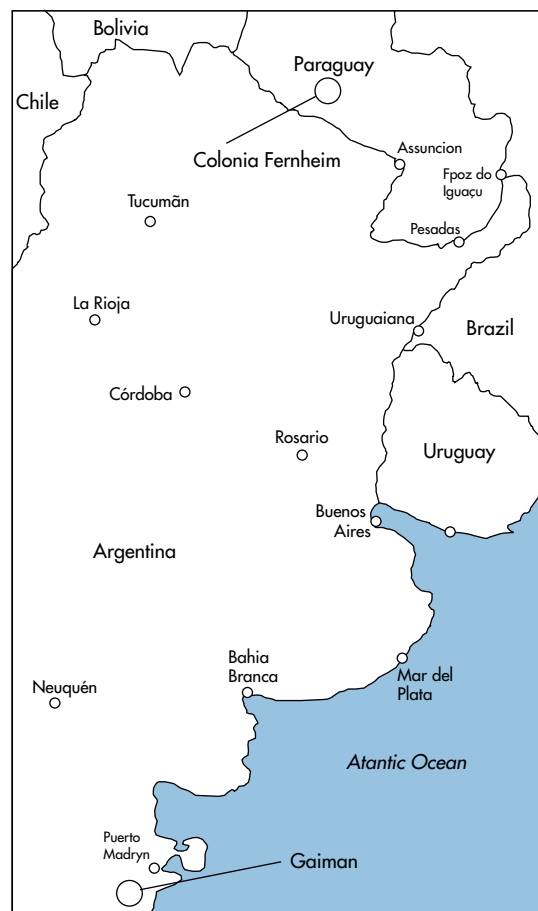 Bolivia
Paraguay
Chile
Colonia Fernheim
Assuncion
Fpoz do
Iguaçu
Tucumãn
Pesadas
La Rioja
Uruguaiana
Brazil
Córdoba
Rosario
Uruguay
Buenos
Aires
Argentina
Bahia
Branca
Mar del
Plata
Neuquén
Atantic Ocean
Puerto
Madryn
Gaiman